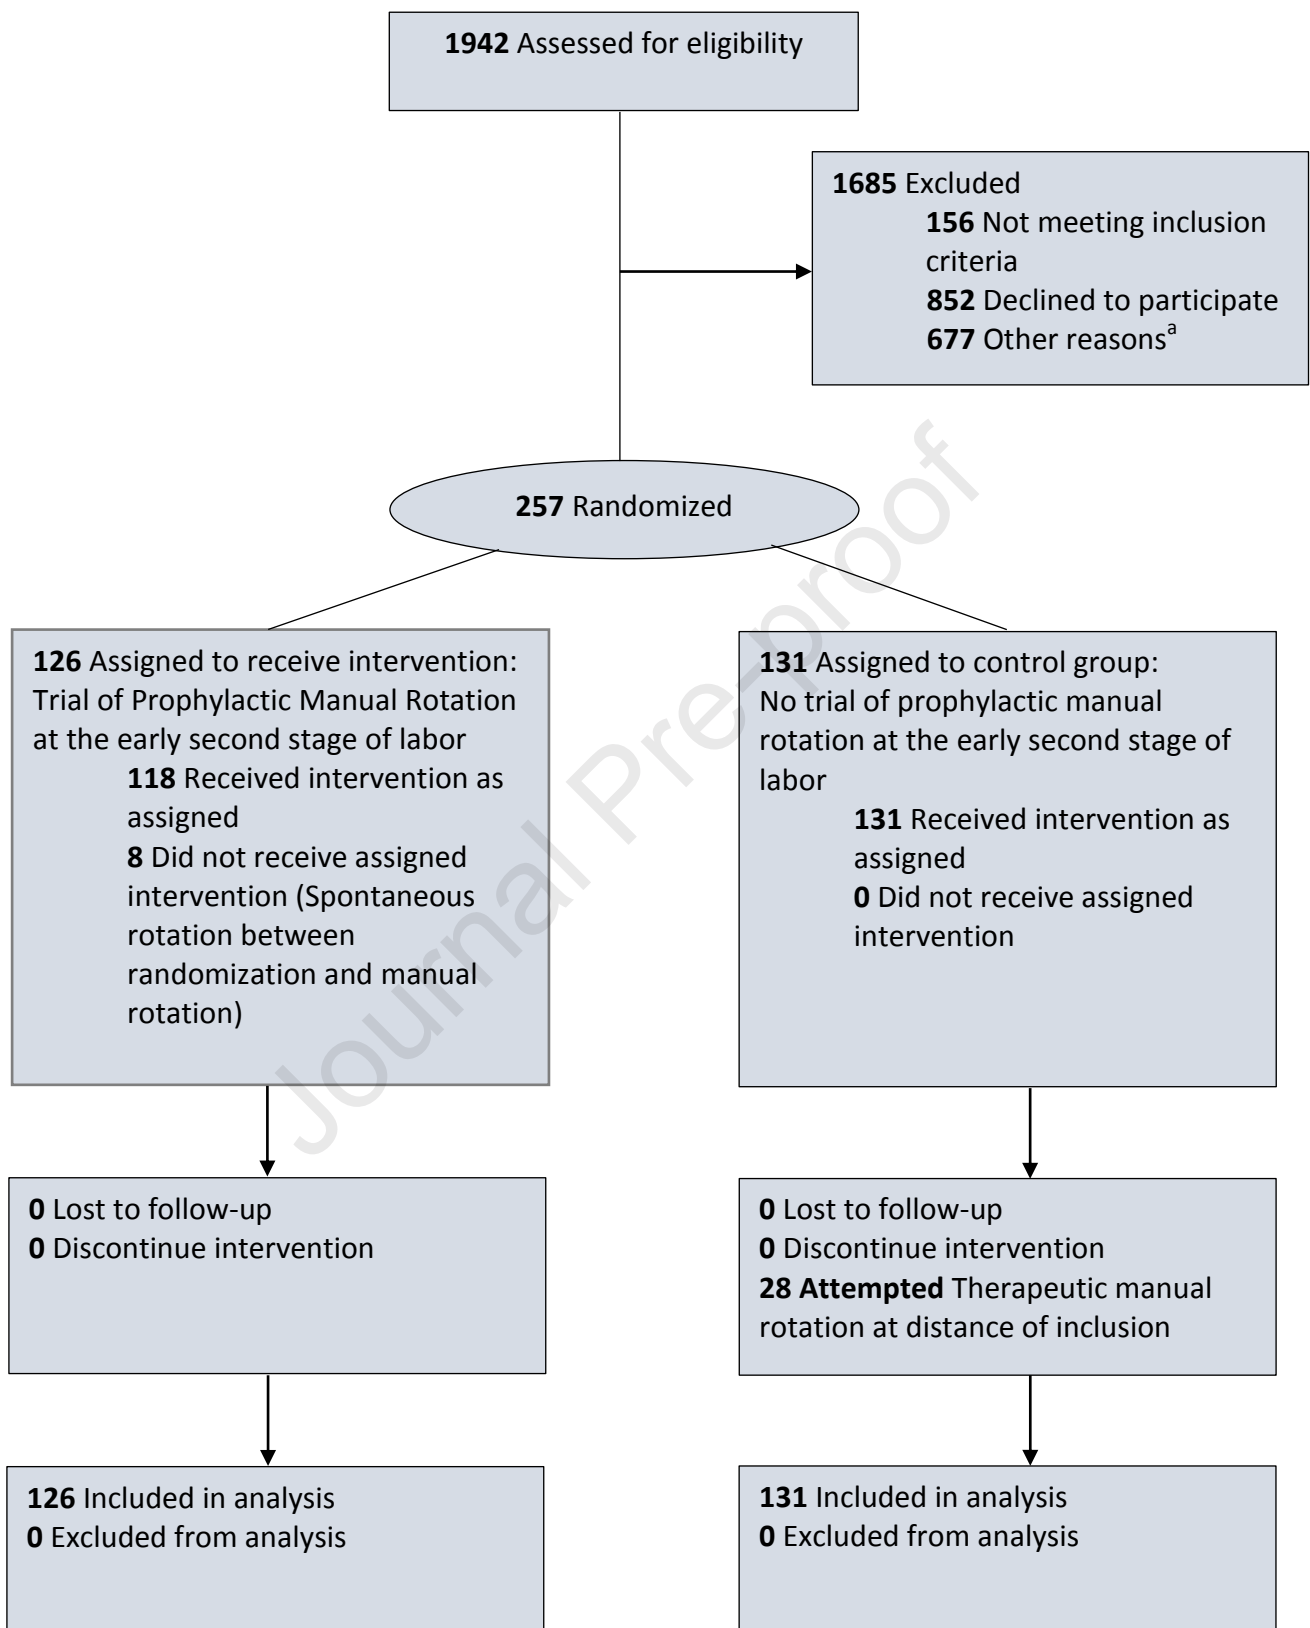 1942 Assessed for eligibility
1685 Excluded
156 Not meeting inclusion
criteria
852 Declined to participate
677 Other reasonsᵃ
257 Randomized
126 Assigned to receive intervention:
Trial of Prophylactic Manual Rotation
at the early second stage of labor
118 Received intervention as
assigned
8 Did not receive assigned
intervention (Spontaneous
rotation between
randomization and manual
rotation)
131 Assigned to control group:
No trial of prophylactic manual
rotation at the early second stage of
labor
131 Received intervention as
assigned
0 Did not receive assigned
intervention
0 Lost to follow-up
0 Discontinue intervention
0 Lost to follow-up
0 Discontinue intervention
28 Attempted Therapeutic manual
rotation at distance of inclusion
126 Included in analysis
0 Excluded from analysis
131 Included in analysis
0 Excluded from analysis
Journal Pre-proof